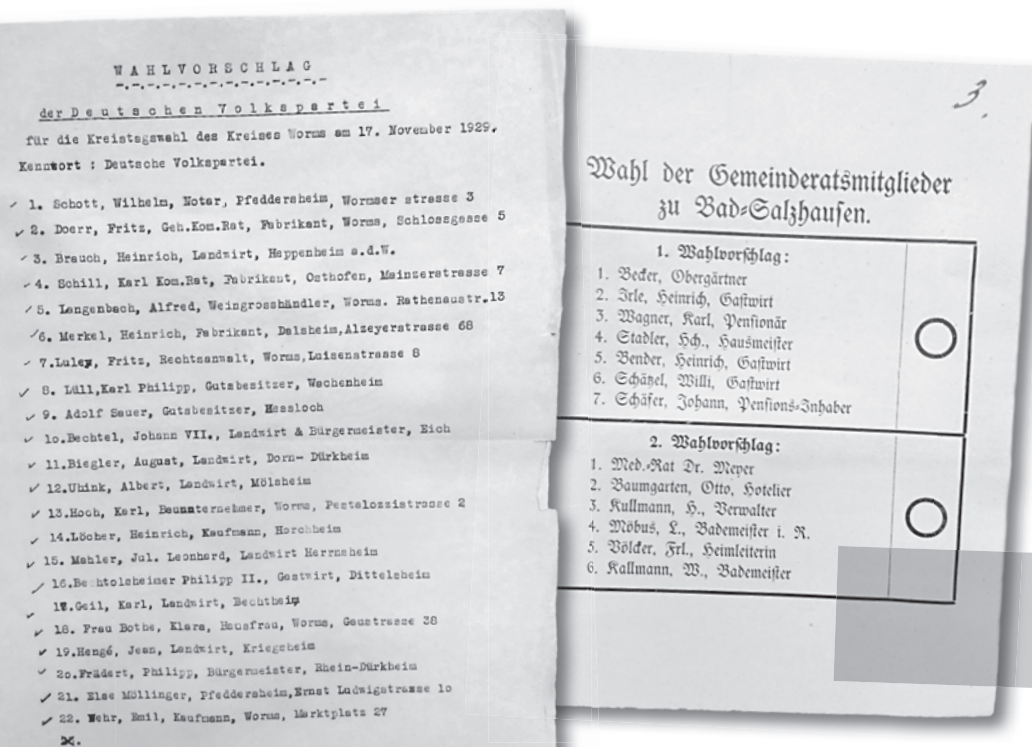 WAHLVORSCHLAG
der Deutschen Volkspartei
für die Kreistagswahl des Kreises Worms am 17. November 1929.
Kennwort : Deutsche Volkspartei.
1. Schott, Wilhelm, Notar, Pfeddersheim, Wormser strasse 3
2. Doerr, Fritz, Geh.Kom.Rat, Fabrikant, Worms, Schlossgasse 5
3. Brauch, Heinrich, Landwirt, Heppenheim a.d.W.
4. Schill, Karl Kom.Rat, Fabrikant, Osthofen, Mainzerstrasse 7
5. Langenbach, Alfred, Weingrosshändler, Worms. Rathenaustr.13
6. Merkel, Heinrich, Fabrikant, Dalsheim,Alzeyerstrasse 68
7.Luley, Fritz, Rechtsanwalt, Worms,Luisenstrasse 8
8. Lüll,Karl Philipp, Gutsbesitzer, Wachenheim
9. Adolf Sauer, Gutsbesitzer, Hessloch
1o.Bechtel, Johann VII., Landwirt & Bürgermeister, Eich
11.Biegler, August, Landwirt, Dorn- Dürkheim
12.Uhink, Albert, Landwirt, Mölsheim
13.Hoch, Karl, Bauunternehmer, Worms, Pestalozzistrasse 2
14.Löcher, Heinrich, Kaufmann, Horchheim
15. Mahler, Jul. Leonhard, Landwirt Herrnsheim
16.Bechtolsheimer Philipp II., Gastwirt, Dittelsheim
17.Geil, Karl, Landwirt, Bechtheim
18. Frau Bothe, Klara, Hausfrau, Worms, Gaustrasse 38
19.Hengé, Jean, Landwirt, Kriegsheim
2o.Frädert, Philipp, Bürgermeister, Rhein-Dürkheim
21. Else Möllinger, Pfeddersheim,Ernst Ludwigstrasse 1o
22. Wehr, Emil, Kaufmann, Worms, Marktplatz 27
3.
Wahl der Gemeinderatsmitglieder
zu Bad-Salzhausen.
1. Wahlvorschlag:
1. Becker, Obergärtner
2. Irle, Heinrich, Gastwirt
3. Wagner, Karl, Pensionär
4. Stadler, Hch., Hausmeister
5. Bender, Heinrich, Gastwirt
6. Schätzel, Willi, Gastwirt
7. Schäfer, Johann, Pensions-Inhaber
2. Wahlvorschlag:
1. Med.-Rat Dr. Meyer
2. Baumgarten, Otto, Hotelier
3. Kullmann, H., Verwalter
4. Möbus, L., Bademeister i. R.
5. Völcker, Frl., Heimleiterin
6. Kallmann, W., Bademeister